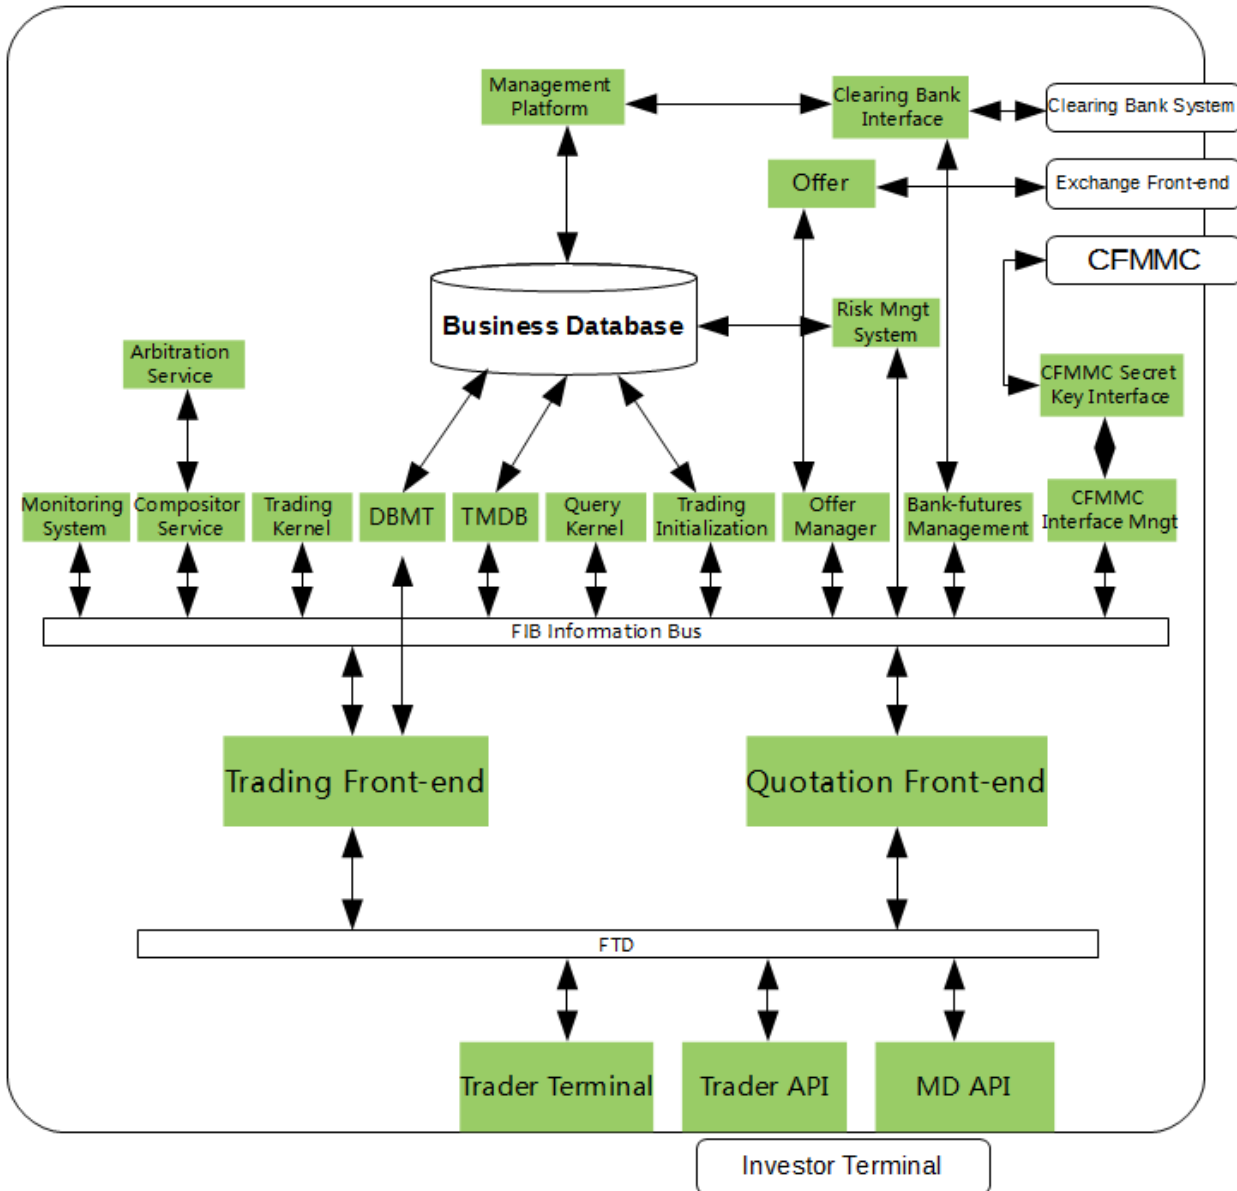 Management
Platform
Clearing Bank
Interface
Clearing Bank System
Offer
Exchange Front-end
CFMMC
Business Database
Risk Mngt
System
Arbitration
Service
CFMMC Secret
Key Interface
Monitoring
System
Compositor
Service
Trading
Kernel
DBMT
TMDB
Query
Kernel
Trading
Initialization
Offer
Manager
Bank-futures
Management
CFMMC
Interface Mngt
FIB Information Bus
Trading Front-end
Quotation Front-end
FTD
Trader Terminal
Trader API
MD API
Investor Terminal